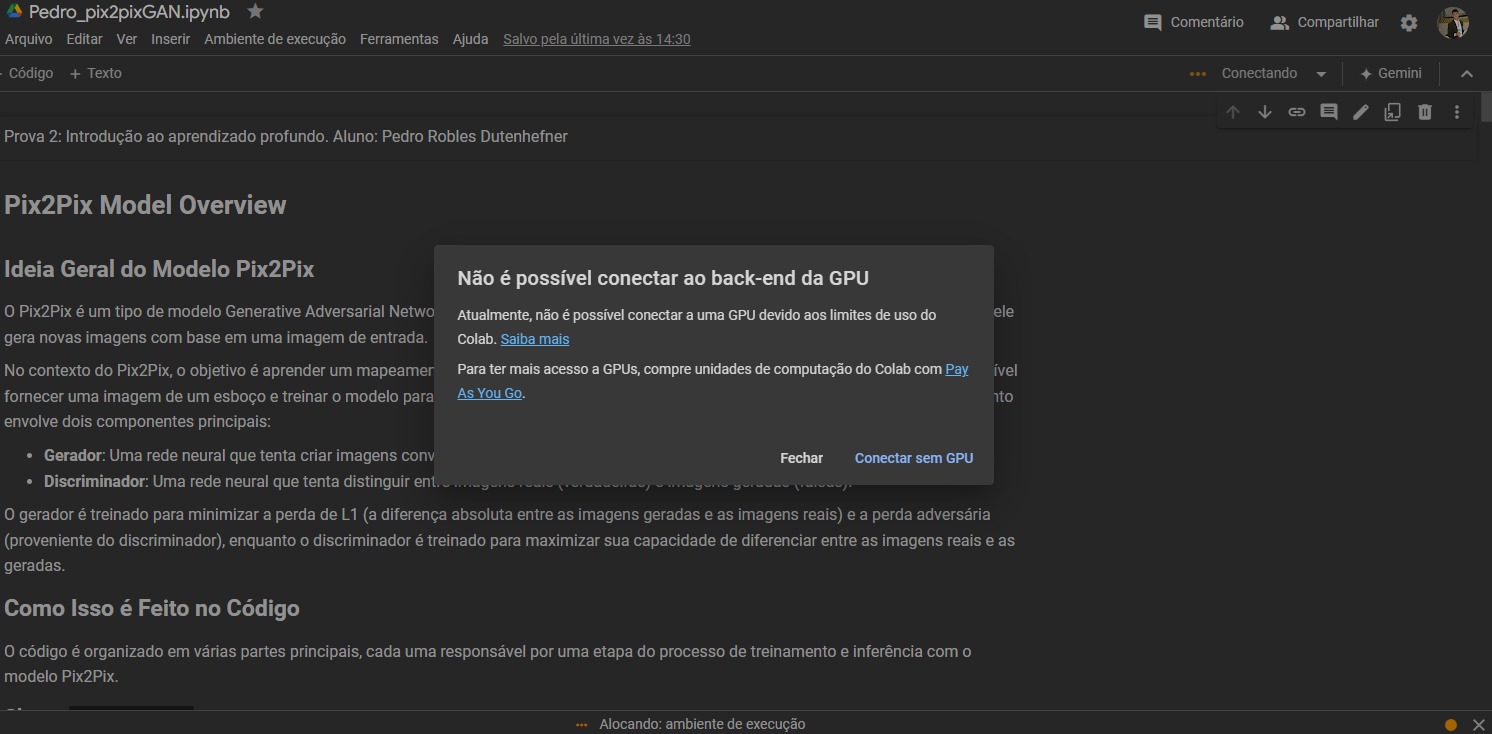 Pedro_pix2pixGAN.ipynb
Comentário Compartilhar
Arquivo Editar Ver Inserir Ambiente de execução Ferramentas Ajuda Salvo pela última vez às 14:30
Código + Texto
Conectando Gemini
Prova 2: Introdução ao aprendizado profundo. Aluno: Pedro Robles Dutenhefner
Pix2Pix Model Overview
Ideia Geral do Modelo Pix2Pix
O Pix2Pix é um tipo de modelo Generative Adversarial Netwo
ele
gera novas imagens com base em uma imagem de entrada.
No contexto do Pix2Pix, o objetivo é aprender um mapeamen
ível
fornecer uma imagem de um esboço e treinar o modelo para
nto
envolve dois componentes principais:
• Gerador: Uma rede neural que tenta criar imagens conv
• Discriminador: Uma rede neural que tenta distinguir entre imagens reais (verdadeiras) e imagens geradas (falsas).
O gerador é treinado para minimizar a perda de L1 (a diferença absoluta entre as imagens geradas e as imagens reais) e a perda adversária
(proveniente do discriminador), enquanto o discriminador é treinado para maximizar sua capacidade de diferenciar entre as imagens reais e as
geradas.
Como Isso é Feito no Código
O código é organizado em várias partes principais, cada uma responsável por uma etapa do processo de treinamento e inferência com o
modelo Pix2Pix.
Não é possível conectar ao back-end da GPU
Atualmente, não é possível conectar a uma GPU devido aos limites de uso do
Colab. Saiba mais
Para ter mais acesso a GPUs, compre unidades de computação do Colab com Pay
As You Go.
Fechar Conectar sem GPU
Alocando: ambiente de execução